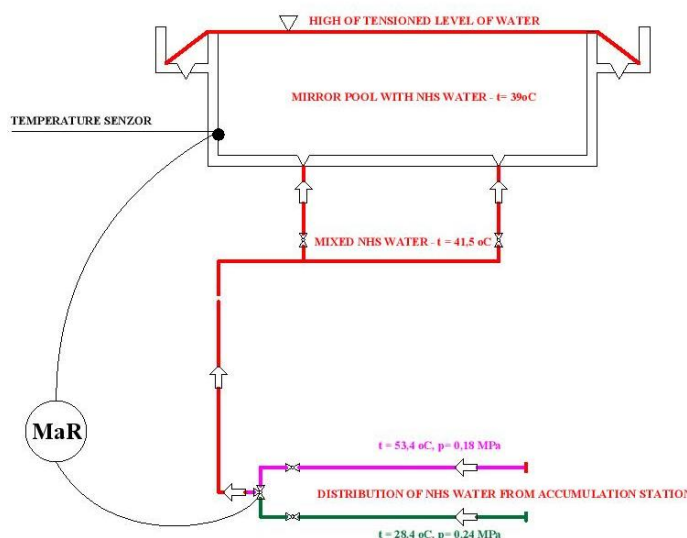 HIGH OF TENSIONED LEVEL OF WATER
MIRROR POOL WITH NHS WATER - t= 39oC
TEMPERATURE SENZOR
MIXED NHS WATER - t = 41,5 oC
MaR
t = 53,4 oC, p= 0,18 MPa
DISTRIBUTION OF NHS WATER FROM ACCUMULATION STATION
t = 28,4 oC, p = 0,24 MPa